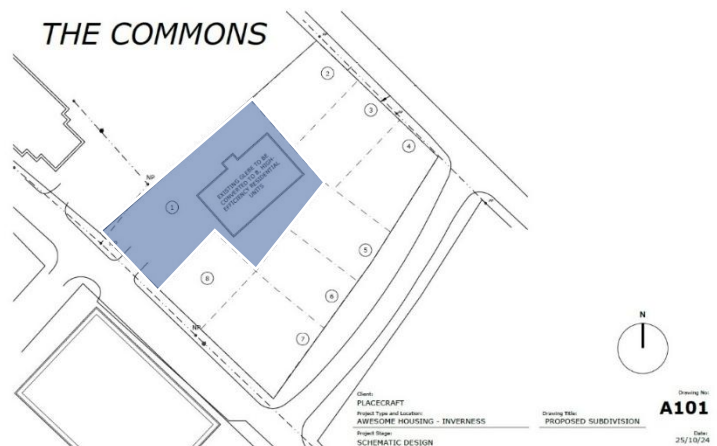 THE COMMONS
2
3
4
NP
EXISTING GLEBE TO BE
CONVERTED TO 8, HIGH-
EFFICIENCY RESIDENTIAL
UNITS
1
5
8
6
NP
7
N
Client:
PLACECRAFT
Project Type and Location:
AWESOME HOUSING - INVERNESS
Project Stage:
SCHEMATIC DESIGN
Drawing Title:
PROPOSED SUBDIVISION
Drawing No:
A101
Date:
25/10/24